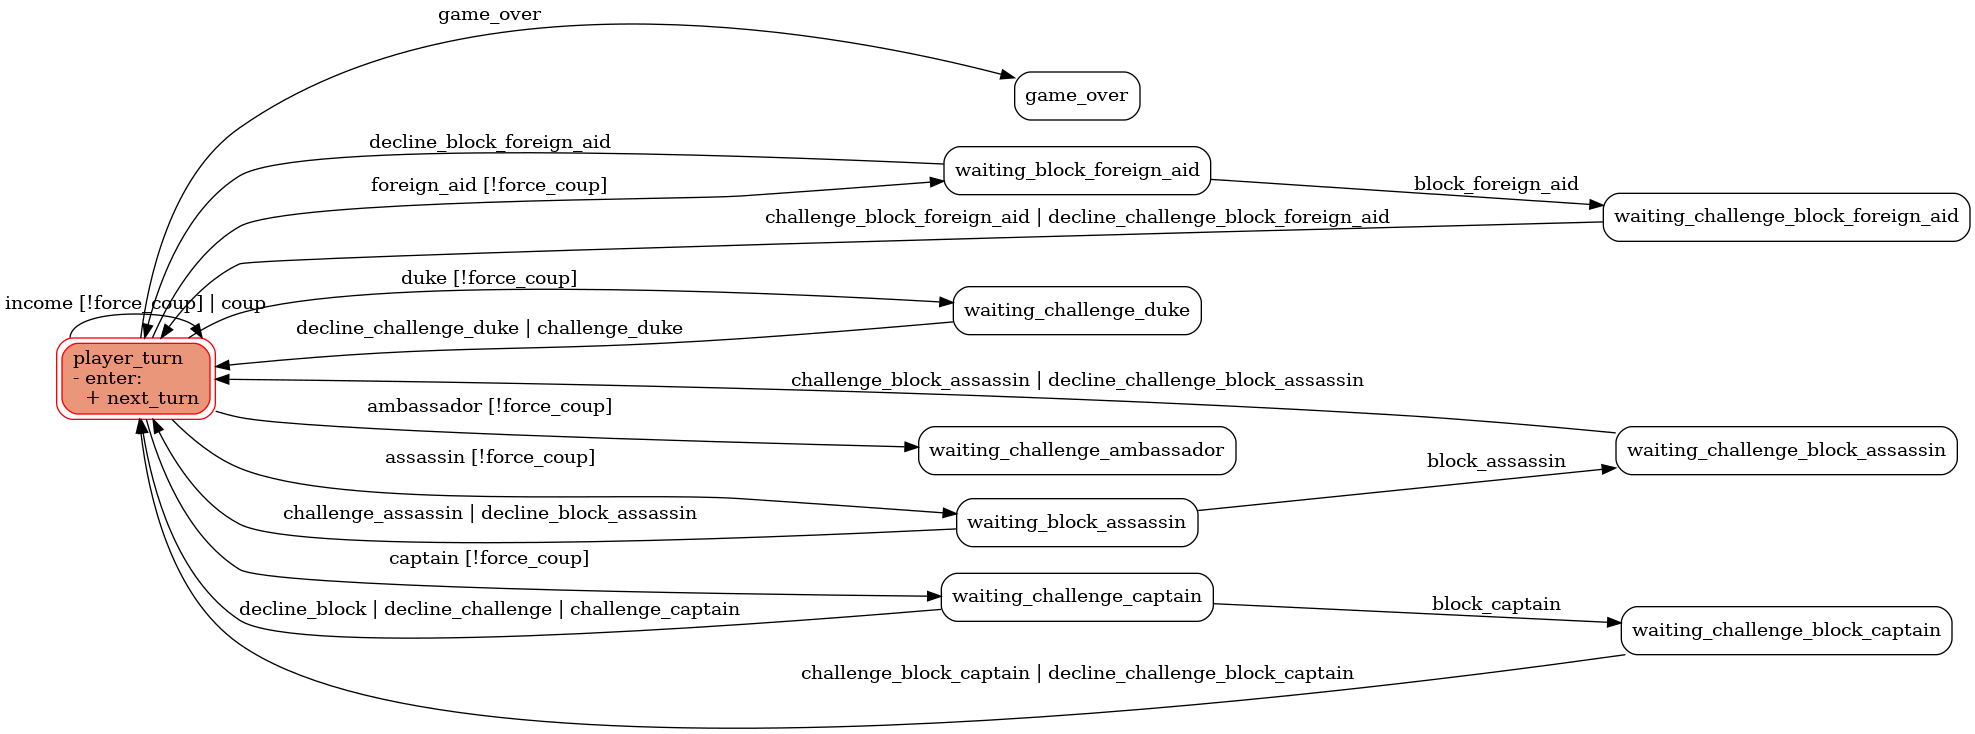 game_over
game_over
decline_block_foreign_aid
waiting_block_foreign_aid
foreign_aid [!force_coup]
block_foreign_aid
challenge_block_foreign_aid | decline_challenge_block_foreign_aid
waiting_challenge_block_foreign_aid
duke [!force_coup]
income [!force_coup] | coup
waiting_challenge_duke
decline_challenge_duke | challenge_duke
player_turn
- enter:
+ next_turn
challenge_block_assassin | decline_challenge_block_assassin
ambassador [!force_coup]
waiting_challenge_ambassador
waiting_challenge_block_assassin
assassin [!force_coup]
block_assassin
challenge_assassin | decline_block_assassin
waiting_block_assassin
captain [!force_coup]
waiting_challenge_captain
decline_block | decline_challenge | challenge_captain
block_captain
waiting_challenge_block_captain
challenge_block_captain | decline_challenge_block_captain